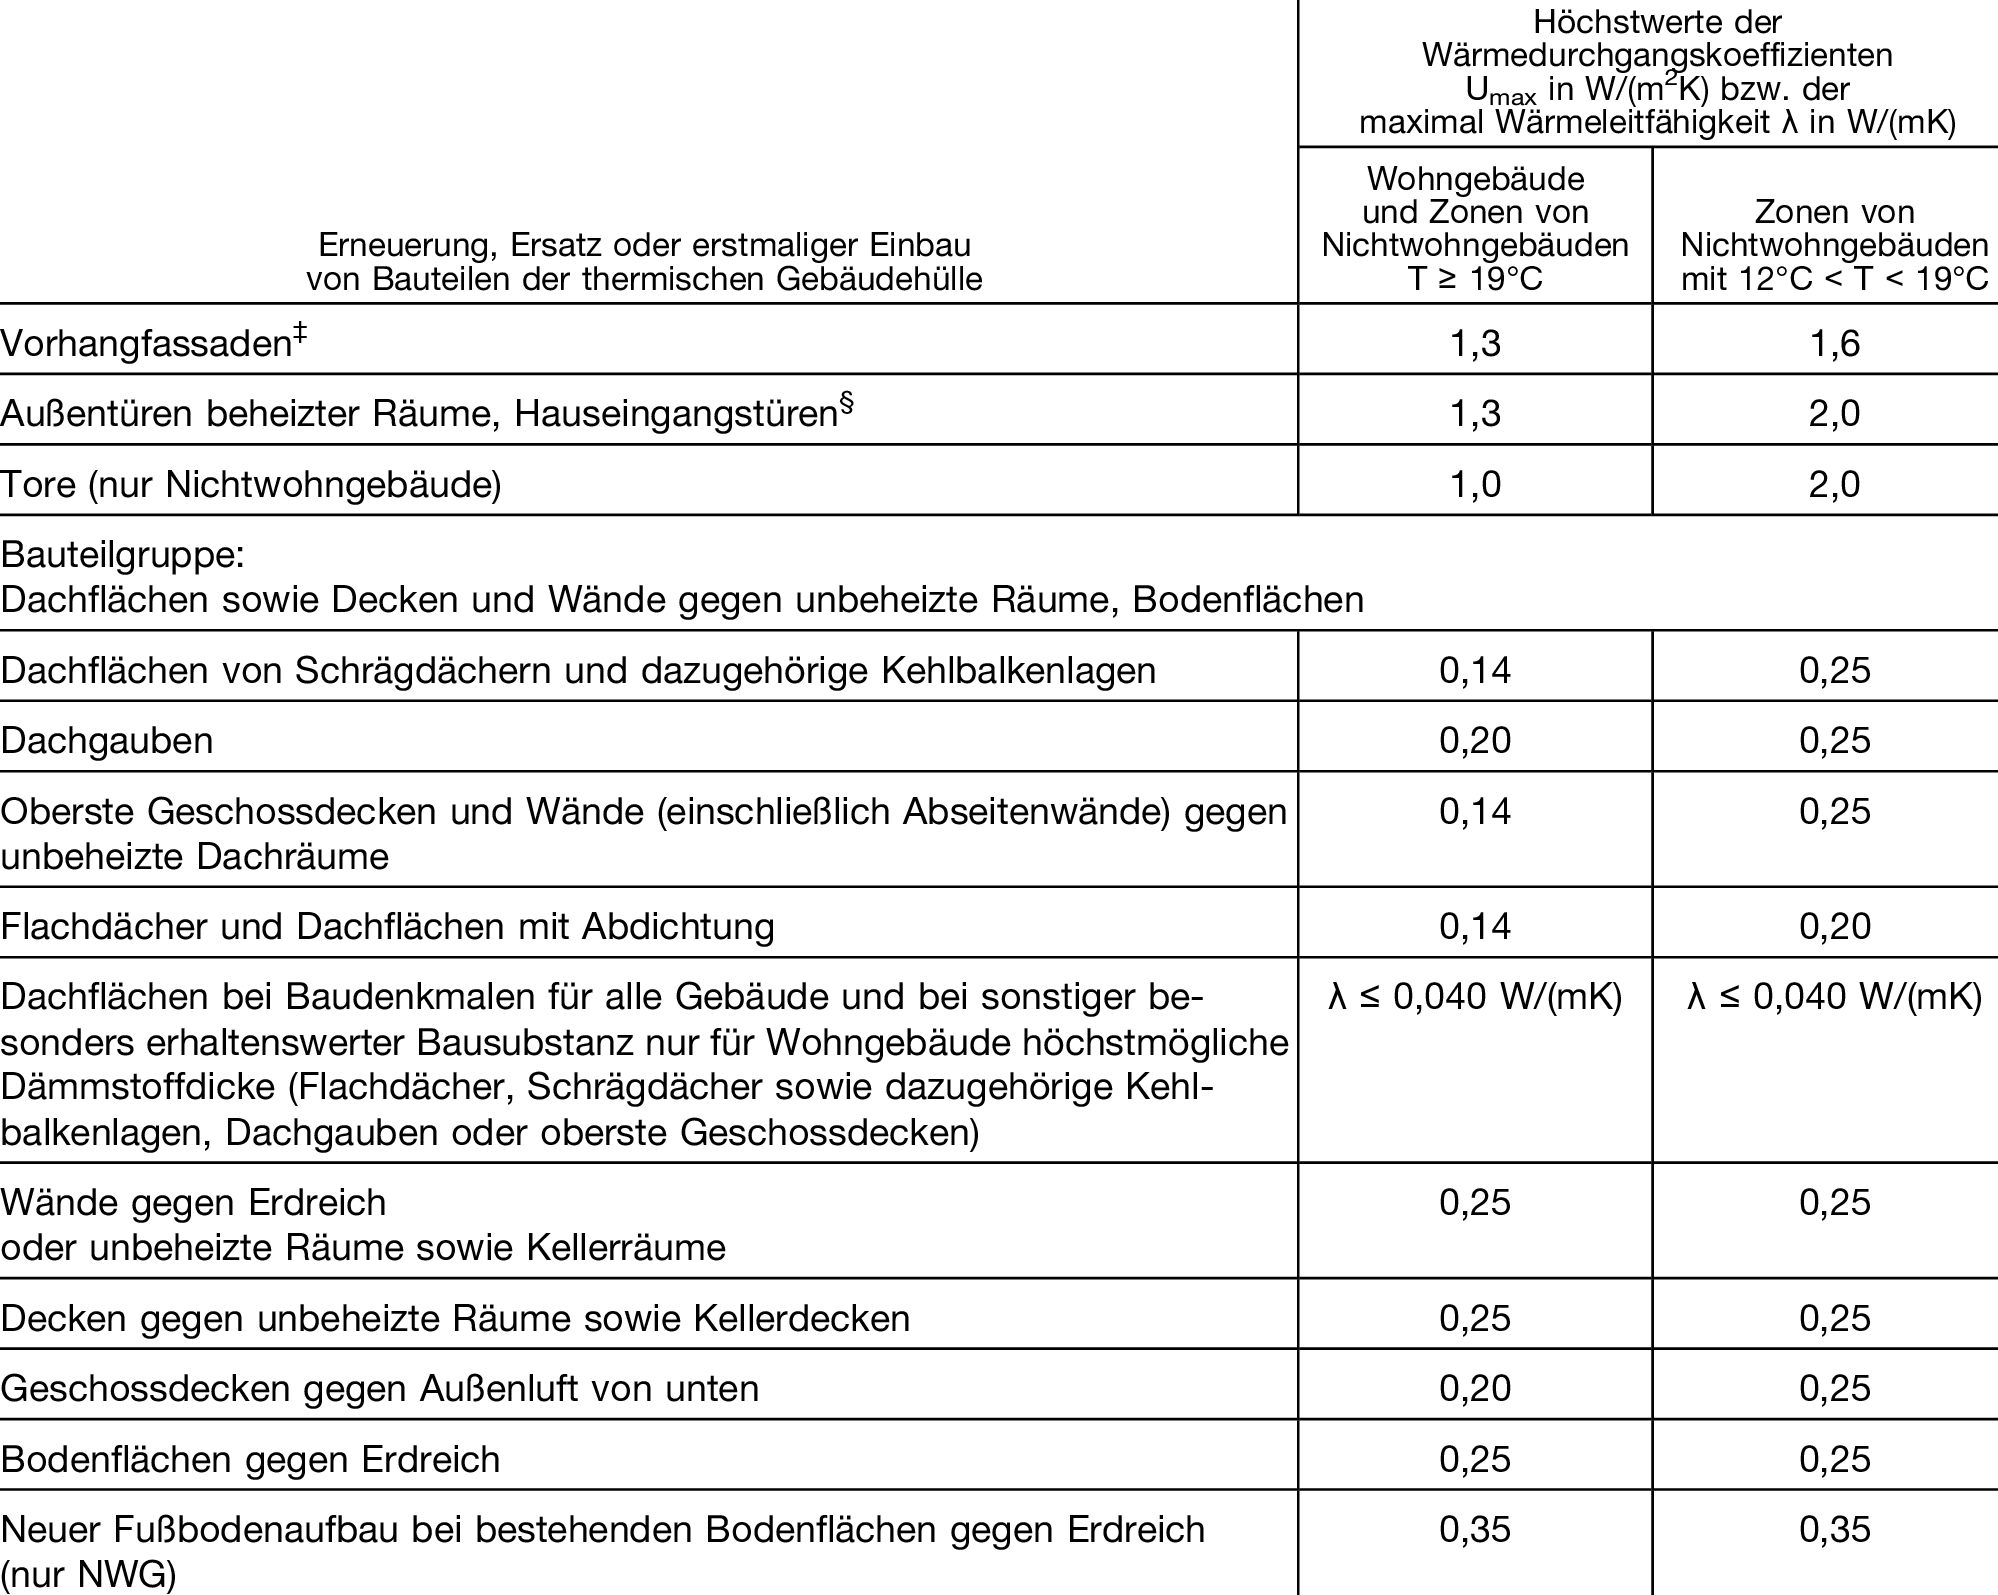 Höchstwerte der
Wärmedurchgangskoeffizienten
Umax in W/(m²K) bzw. der
maximal Wärmeleitfähigkeit λ in W/(mK)
Erneuerung, Ersatz oder erstmaliger Einbau
von Bauteilen der thermischen Gebäudehülle
Wohngebäude
und Zonen von
Nichtwohngebäuden
T ≥ 19°C
Zonen von
Nichtwohngebäuden
mit 12°C < T < 19°C
Vorhangfassaden‡ 1,3 1,6
Außentüren beheizter Räume, Hauseingangstüren§ 1,3 2,0
Tore (nur Nichtwohngebäude) 1,0 2,0
Bauteilgruppe:
Dachflächen sowie Decken und Wände gegen unbeheizte Räume, Bodenflächen
Dachflächen von Schrägdächern und dazugehörige Kehlbalkenlagen 0,14 0,25
Dachgauben 0,20 0,25
Oberste Geschossdecken und Wände (einschließlich Abseitenwände) gegen 0,14 0,25
unbeheizte Dachräume
Flachdächer und Dachflächen mit Abdichtung 0,14 0,20
Dachflächen bei Baudenkmalen für alle Gebäude und bei sonstiger be- λ ≤ 0,040 W/(mK) λ ≤ 0,040 W/(mK)
sonders erhaltenswerter Bausubstanz nur für Wohngebäude höchstmögliche
Dämmstoffdicke (Flachdächer, Schrägdächer sowie dazugehörige Kehl-
balkenlagen, Dachgauben oder oberste Geschossdecken)
Wände gegen Erdreich 0,25 0,25
oder unbeheizte Räume sowie Kellerräume
Decken gegen unbeheizte Räume sowie Kellerdecken 0,25 0,25
Geschossdecken gegen Außenluft von unten 0,20 0,25
Bodenflächen gegen Erdreich 0,25 0,25
Neuer Fußbodenaufbau bei bestehenden Bodenflächen gegen Erdreich 0,35 0,35
(nur NWG)